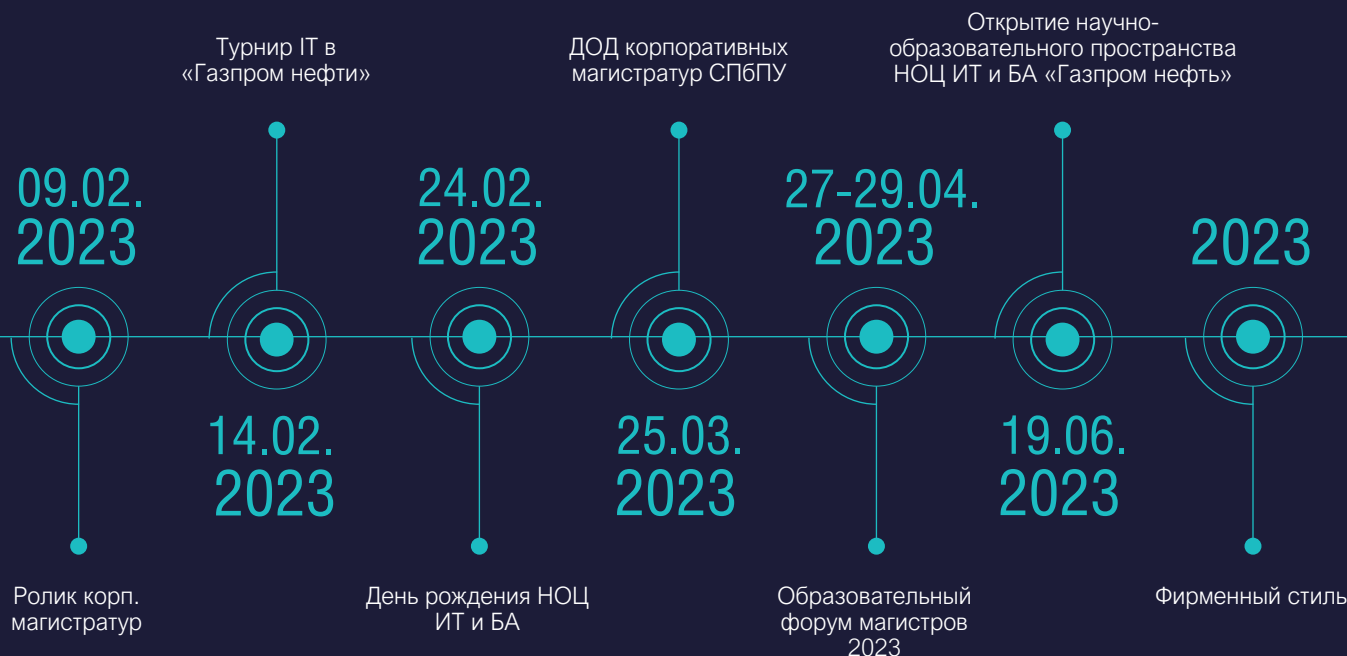 Турнир IT в
«Газпром нефти»
ДОД корпоративных
магистратур СПбПУ
Открытие научно-
образовательного пространства
НОЦ ИТ и БА «Газпром нефть»
09.02.
2023
24.02.
2023
27-29.04.
2023
2023
14.02.
2023
25.03.
2023
19.06.
2023
Ролик корп.
магистратур
День рождения НОЦ
ИТ и БА
Образовательный
форум магистров
2023
Фирменный стиль